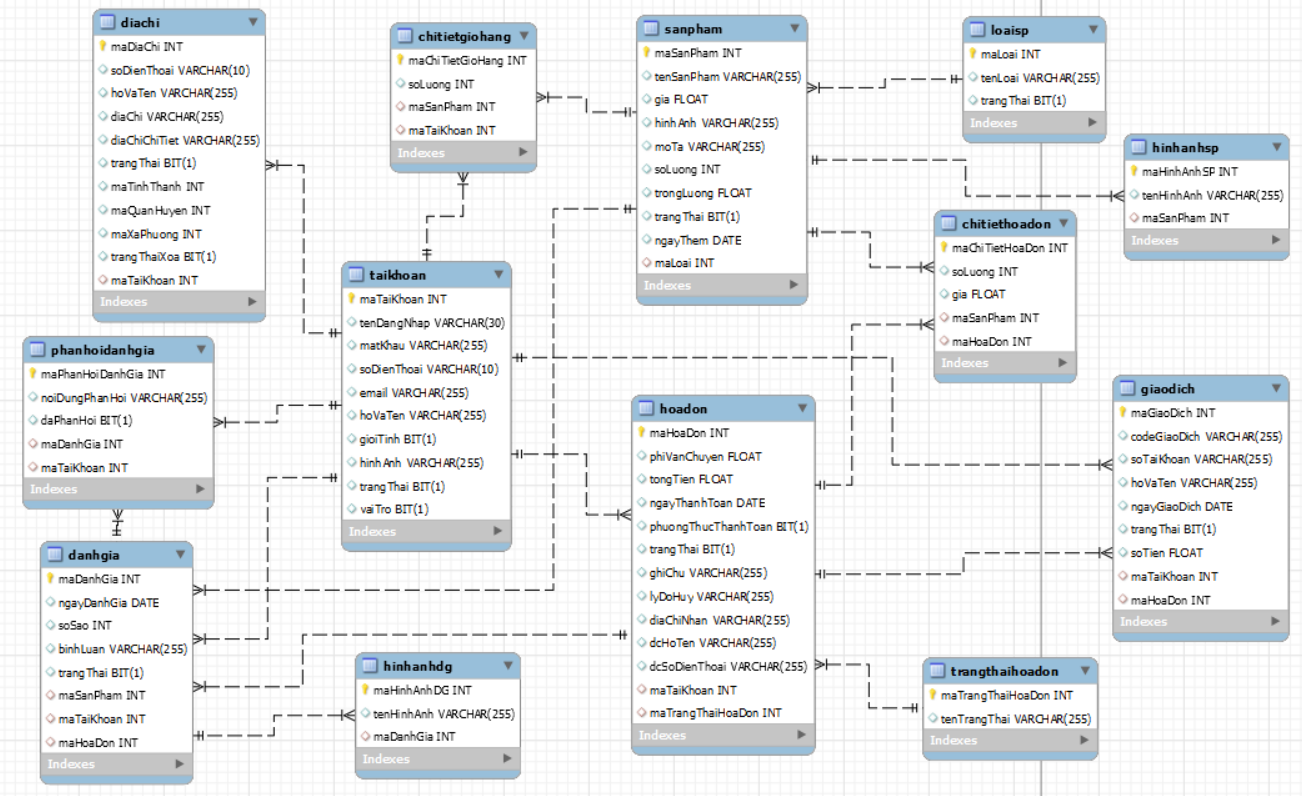 diachi
maDiaChi INT
soDienThoai VARCHAR(10)
hoVaTen VARCHAR(255)
diaChi VARCHAR(255)
diaChiChiTiet VARCHAR(255)
trangThai BIT(1)
maTinhThanh INT
maQuanHuyen INT
maXaPhuong INT
trangThaiXoa BIT(1)
maTaiKhoan INT
Indexes
chitietgiohang
maChiTietGioHang INT
soLuong INT
maSanPham INT
maTaiKhoan INT
Indexes
sanpham
maSanPham INT
tenSanPham VARCHAR(255)
gia FLOAT
hinhAnh VARCHAR(255)
moTa VARCHAR(255)
soLuong INT
trongLuong FLOAT
trangThai BIT(1)
ngayThem DATE
maLoai INT
Indexes
loaisp
maLoai INT
tenLoai VARCHAR(255)
trangThai BIT(1)
Indexes
hinhanhsp
maHinhAnhSP INT
tenHinhAnh VARCHAR(255)
maSanPham INT
Indexes
chitiethoadon
maChiTietHoaDon INT
soLuong INT
gia FLOAT
maSanPham INT
maHoaDon INT
Indexes
taikhoan
maTaiKhoan INT
tenDangNhap VARCHAR(30)
matKhau VARCHAR(255)
soDienThoai VARCHAR(10)
email VARCHAR(255)
hoVaTen VARCHAR(255)
gioiTinh BIT(1)
hinhAnh VARCHAR(255)
trangThai BIT(1)
vaiTro BIT(1)
Indexes
phanhoidanhgia
maPhanHoiDanhGia INT
noiDungPhanHoi VARCHAR(255)
daPhanHoi BIT(1)
maDanhGia INT
maTaiKhoan INT
Indexes
hoadon
maHoaDon INT
phiVanChuyen FLOAT
tongTien FLOAT
ngayThanhToan DATE
phuongThucThanhToan BIT(1)
trangThai BIT(1)
ghiChu VARCHAR(255)
lyDoHuy VARCHAR(255)
diaChiNhan VARCHAR(255)
dcHoTen VARCHAR(255)
dcSoDienThoai VARCHAR(255)
maTaiKhoan INT
maTrangThaiHoaDon INT
Indexes
giaodich
maGiaoDich INT
codeGiaoDich VARCHAR(255)
soTaiKhoan VARCHAR(255)
hoVaTen VARCHAR(255)
ngayGiaoDich DATE
trangThai BIT(1)
soTien FLOAT
maTaiKhoan INT
maHoaDon INT
Indexes
danhgia
maDanhGia INT
ngayDanhGia DATE
soSao INT
binhLuan VARCHAR(255)
trangThai BIT(1)
maSanPham INT
maTaiKhoan INT
maHoaDon INT
Indexes
hinhanhdg
maHinhAnhDG INT
tenHinhAnh VARCHAR(255)
maDanhGia INT
Indexes
trangthaihoadon
maTrangThaiHoaDon INT
tenTrangThai VARCHAR(255)
Indexes